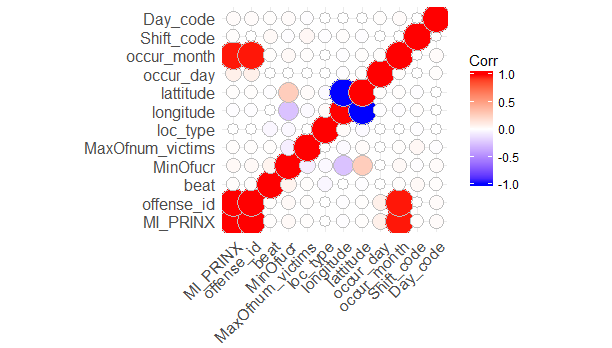 Day_code
Shift_code
occur_month
occur_day
lattitude
longitude
loc_type
MaxOfnum_victims
MinOfucr
beat
offense_id
MI_PRINX
MI_PRINX
offense_id
beat
MinOfucr
MaxOfnum_victims
loc_type
longitude
lattitude
occur_day
occur_month
Shift_code
Day_code
Corr
1.0
0.5
0.0
-0.5
-1.0